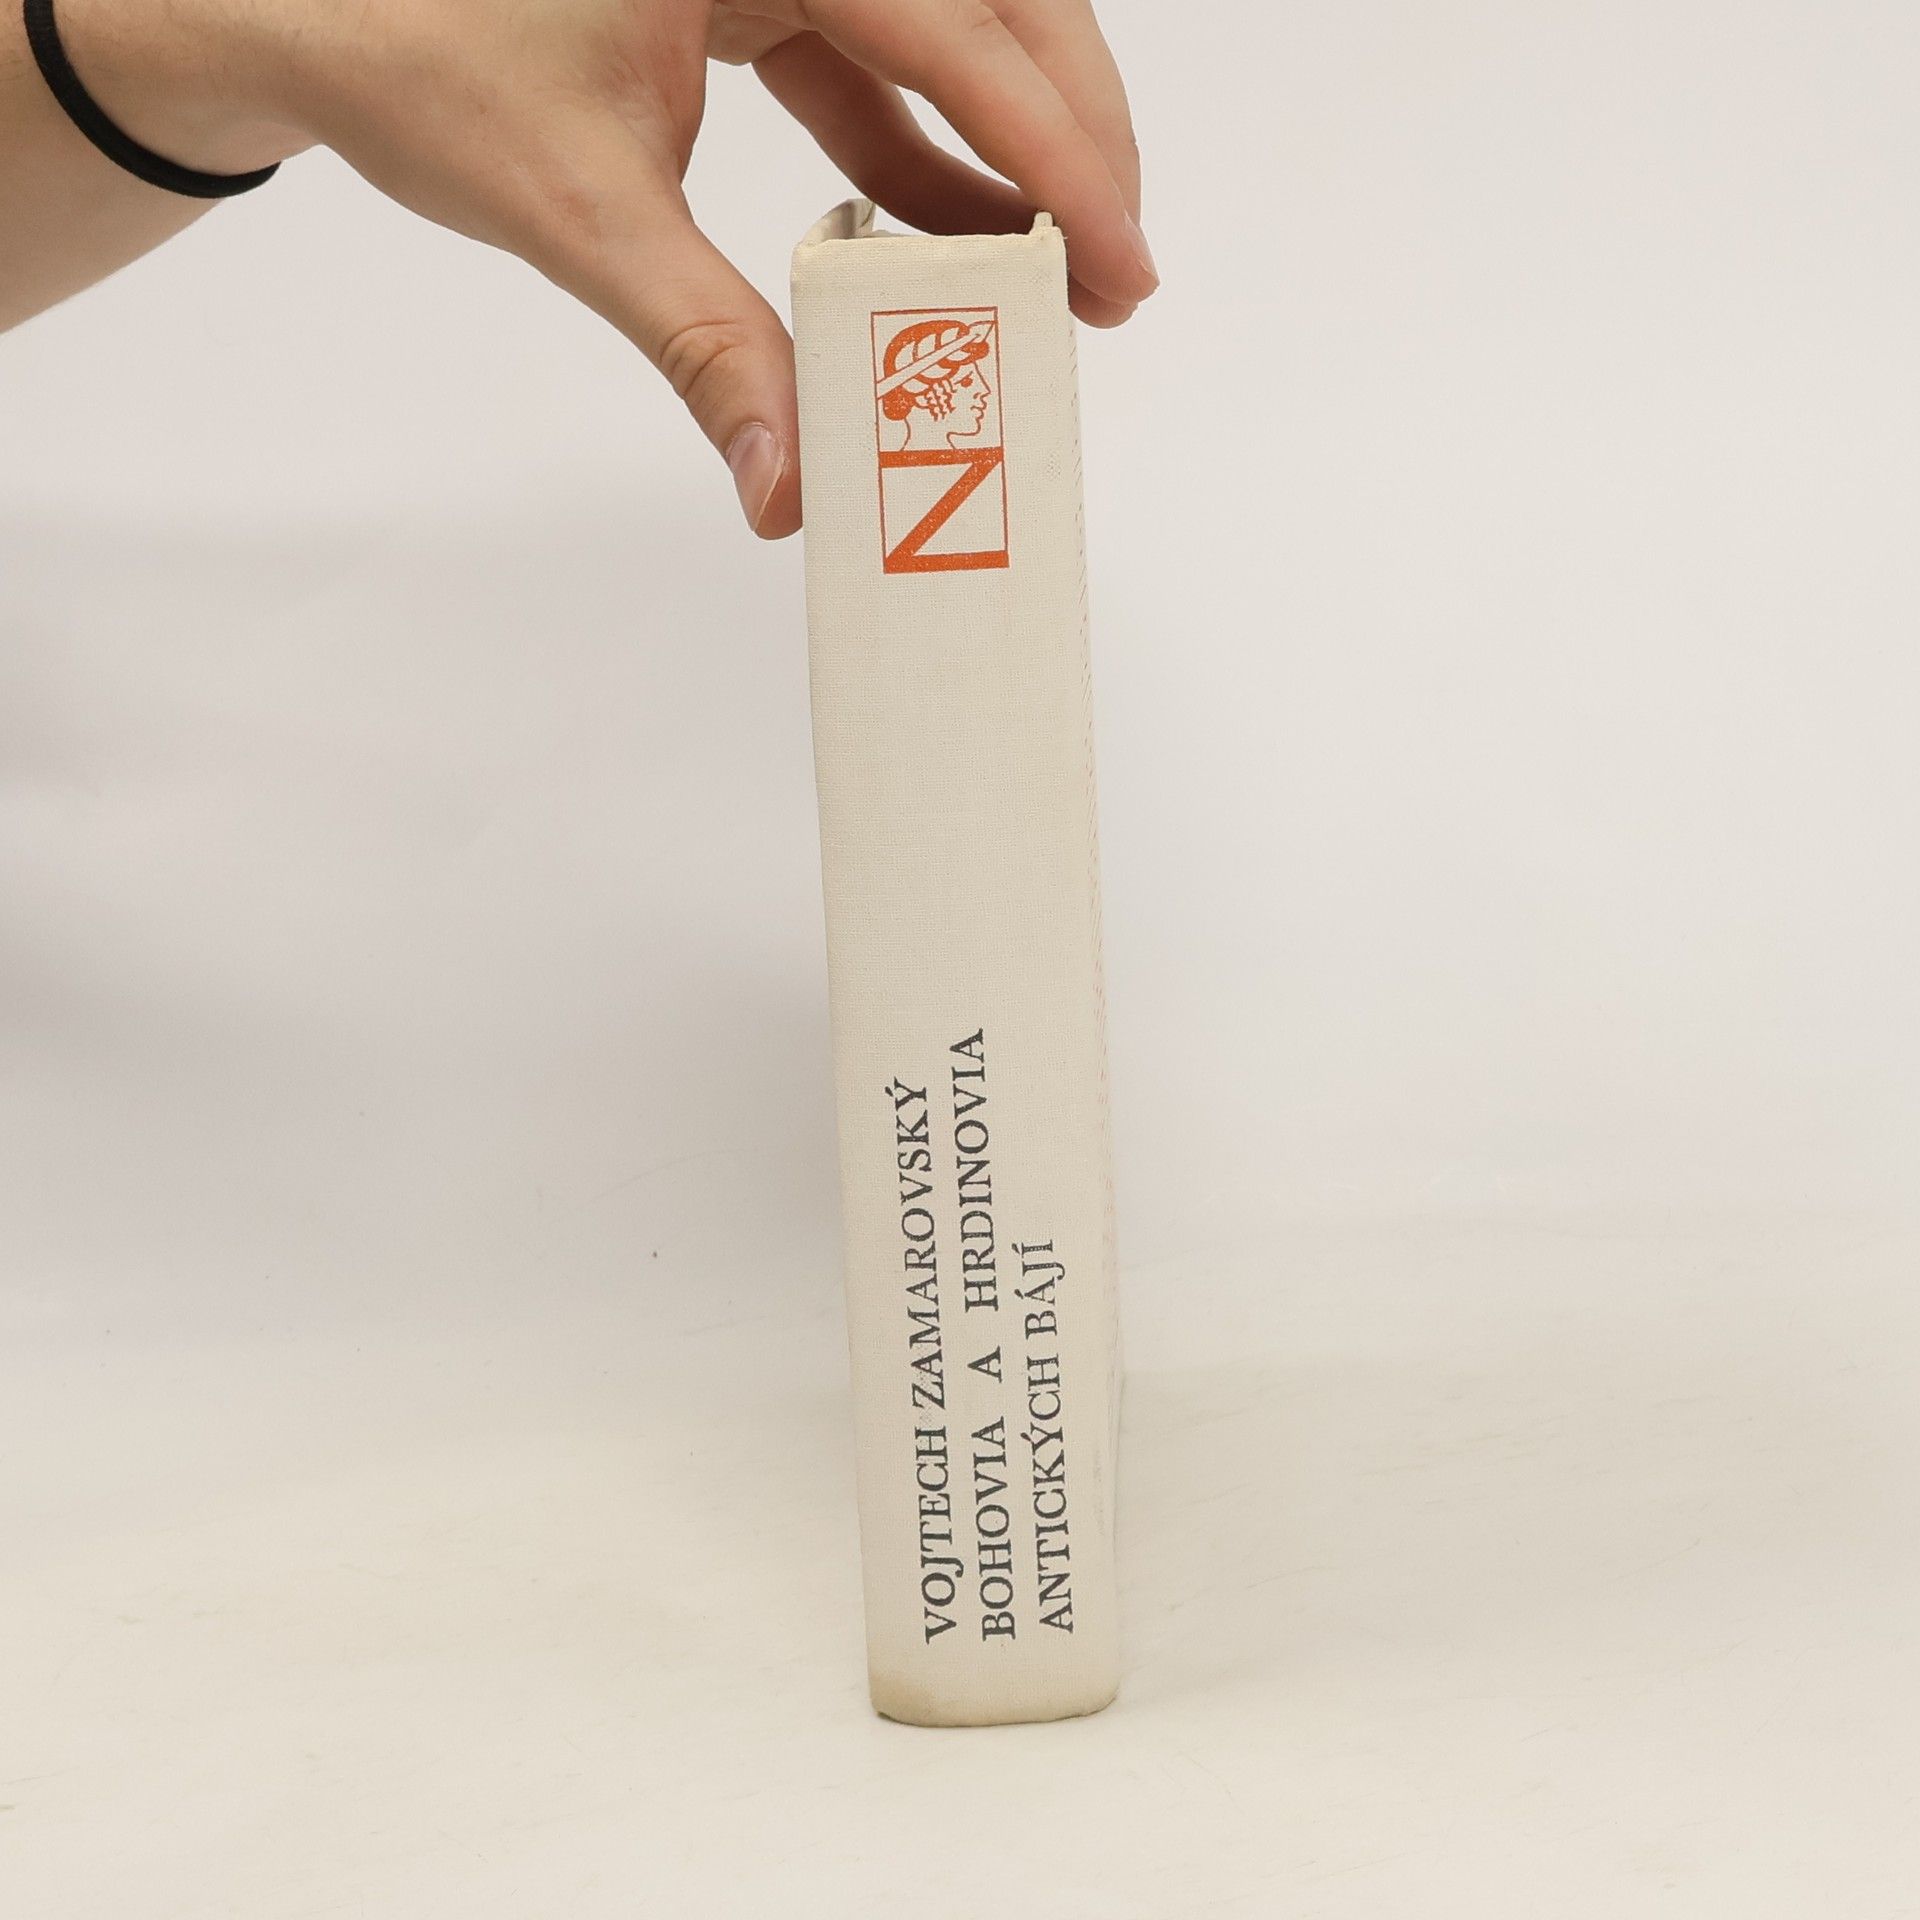 VOJTECH ZAMAROVSKÝ
BOHOVIA A HRDINOVIA
ANTICKÝCH BÁJÍ
N